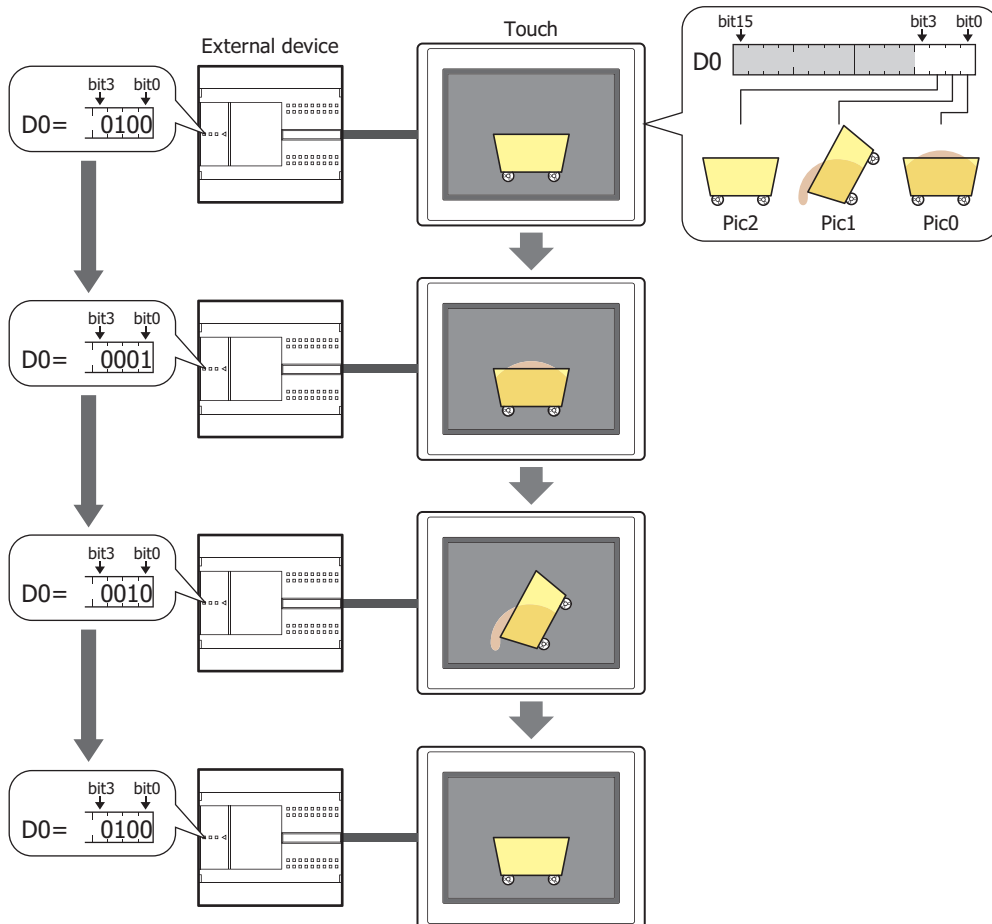 External device
Touch
bit3 bit0
D0= 0100
bit15 bit3 bit0
D0
Pic2 Pic1 Pic0
bit3 bit0
D0= 0001
bit3 bit0
D0= 0010
bit3 bit0
D0= 0100